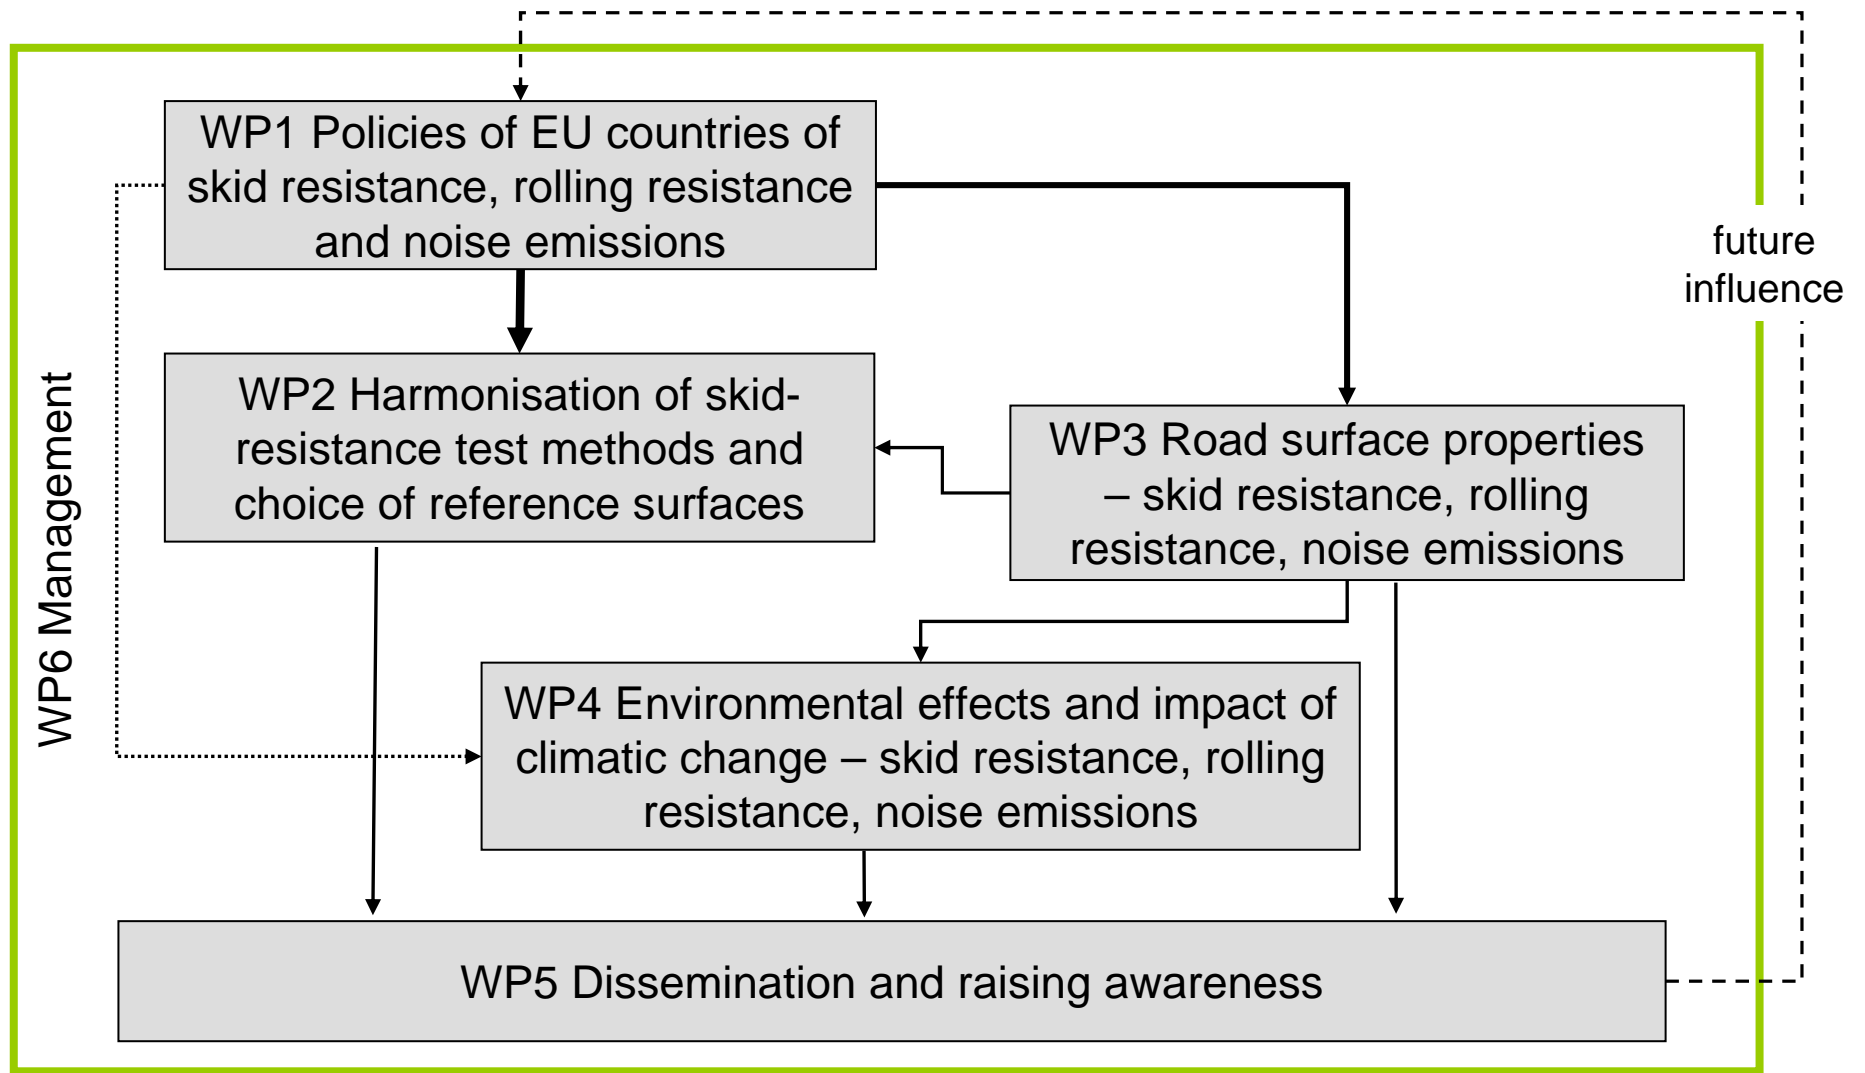 WP1 Policies of EU countries of
skid resistance, rolling resistance
and noise emissions
future
influence
WP6 Management
WP2 Harmonisation of skid-
resistance test methods and
choice of reference surfaces
WP3 Road surface properties
– skid resistance, rolling
resistance, noise emissions
WP4 Environmental effects and impact of
climatic change – skid resistance, rolling
resistance, noise emissions
WP5 Dissemination and raising awareness